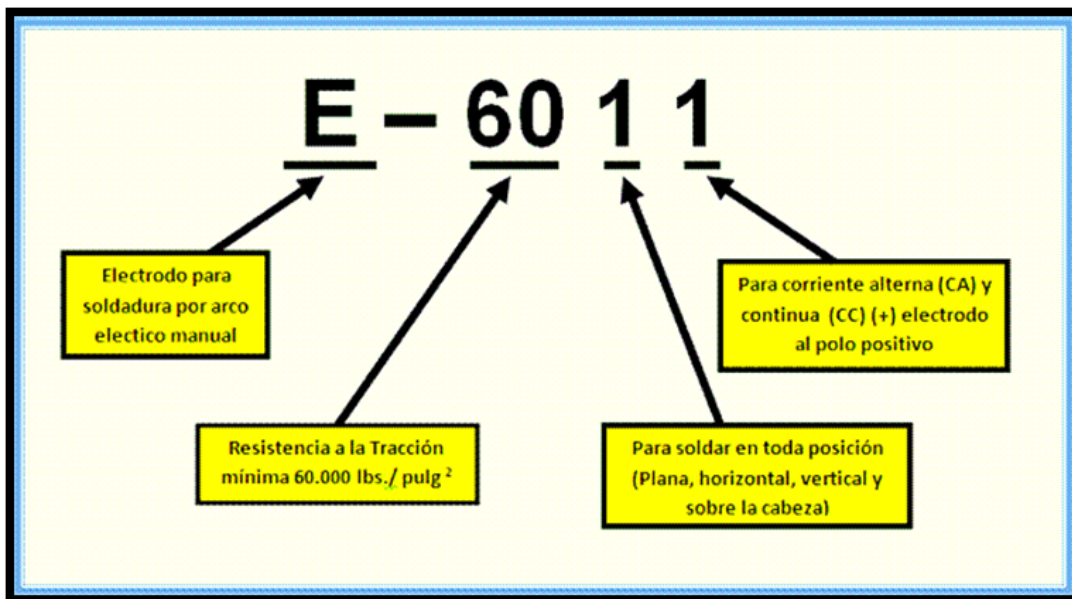 E – 60 1 1
Electrodo para
soldadura por arco
electico manual
Resistencia a la Tracción
mínima 60.000 lbs./ pulg ²
Para soldar en toda posición
(Plana, horizontal, vertical y
sobre la cabeza)
Para corriente alterna (CA) y
continua (CC) (+) electrodo
al polo positivo